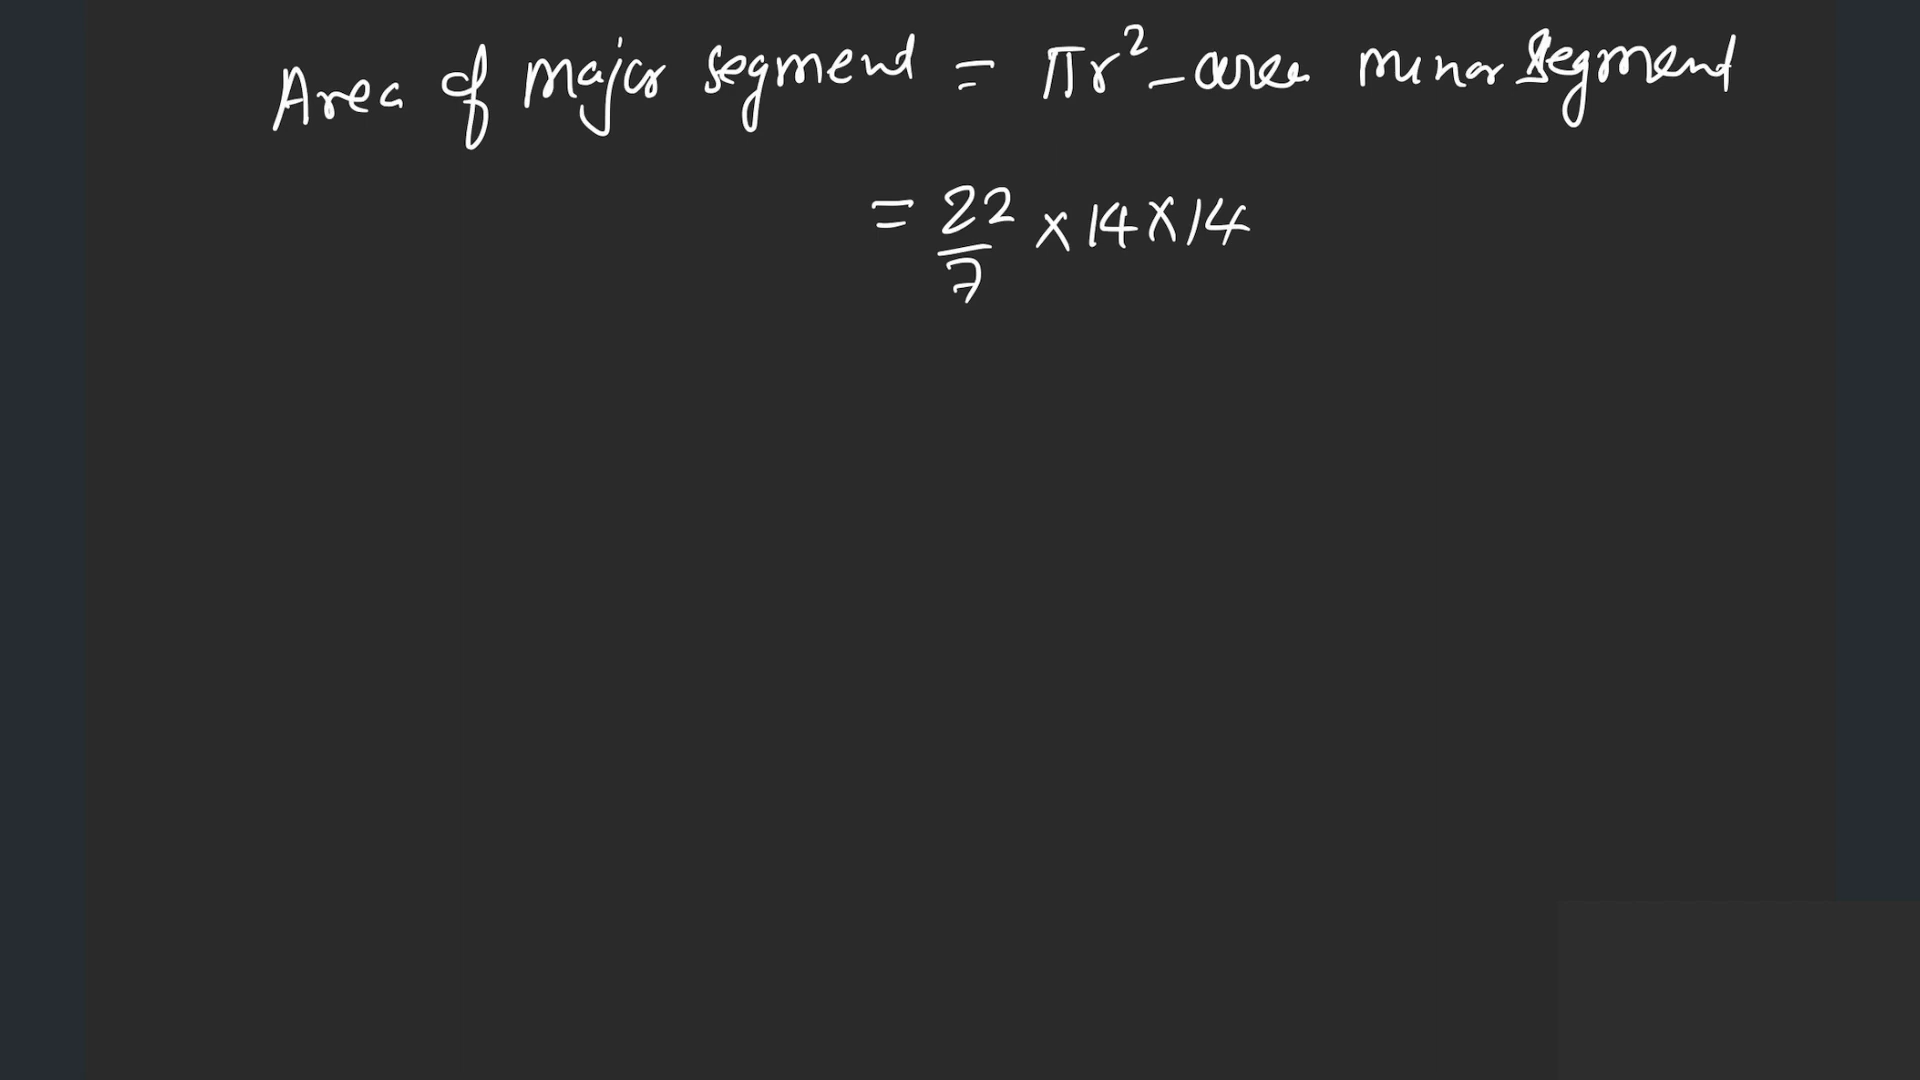 Area of major segment = πr² - area minor segment
= 22/7 × 14 × 14